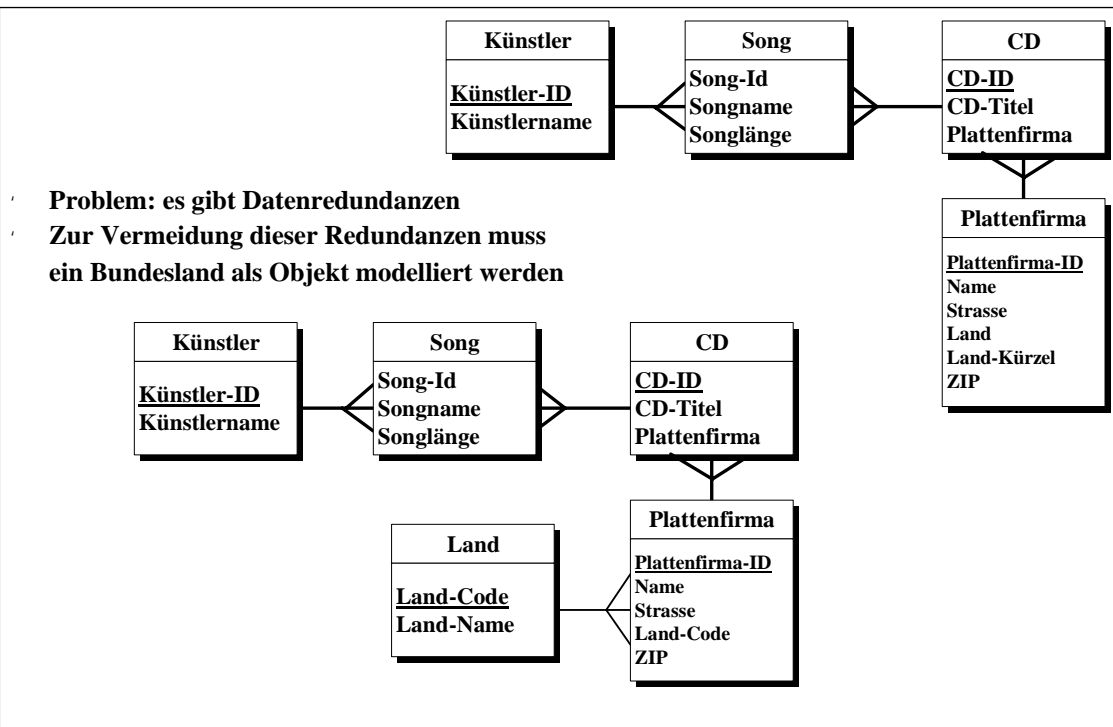 Künstler
Künstler-ID
Künstlername
Song
Song-Id
Songname
Songlänge
CD
CD-ID
CD-Titel
Plattenfirma
Plattenfirma
Plattenfirma-ID
Name
Strasse
Land
Land-Kürzel
ZIP
Problem: es gibt Datenredundanzen
Zur Vermeidung dieser Redundanzen muss
ein Bundesland als Objekt modelliert werden
Künstler
Künstler-ID
Künstlername
Song
Song-Id
Songname
Songlänge
CD
CD-ID
CD-Titel
Plattenfirma
Land
Land-Code
Land-Name
Plattenfirma
Plattenfirma-ID
Name
Strasse
Land-Code
ZIP